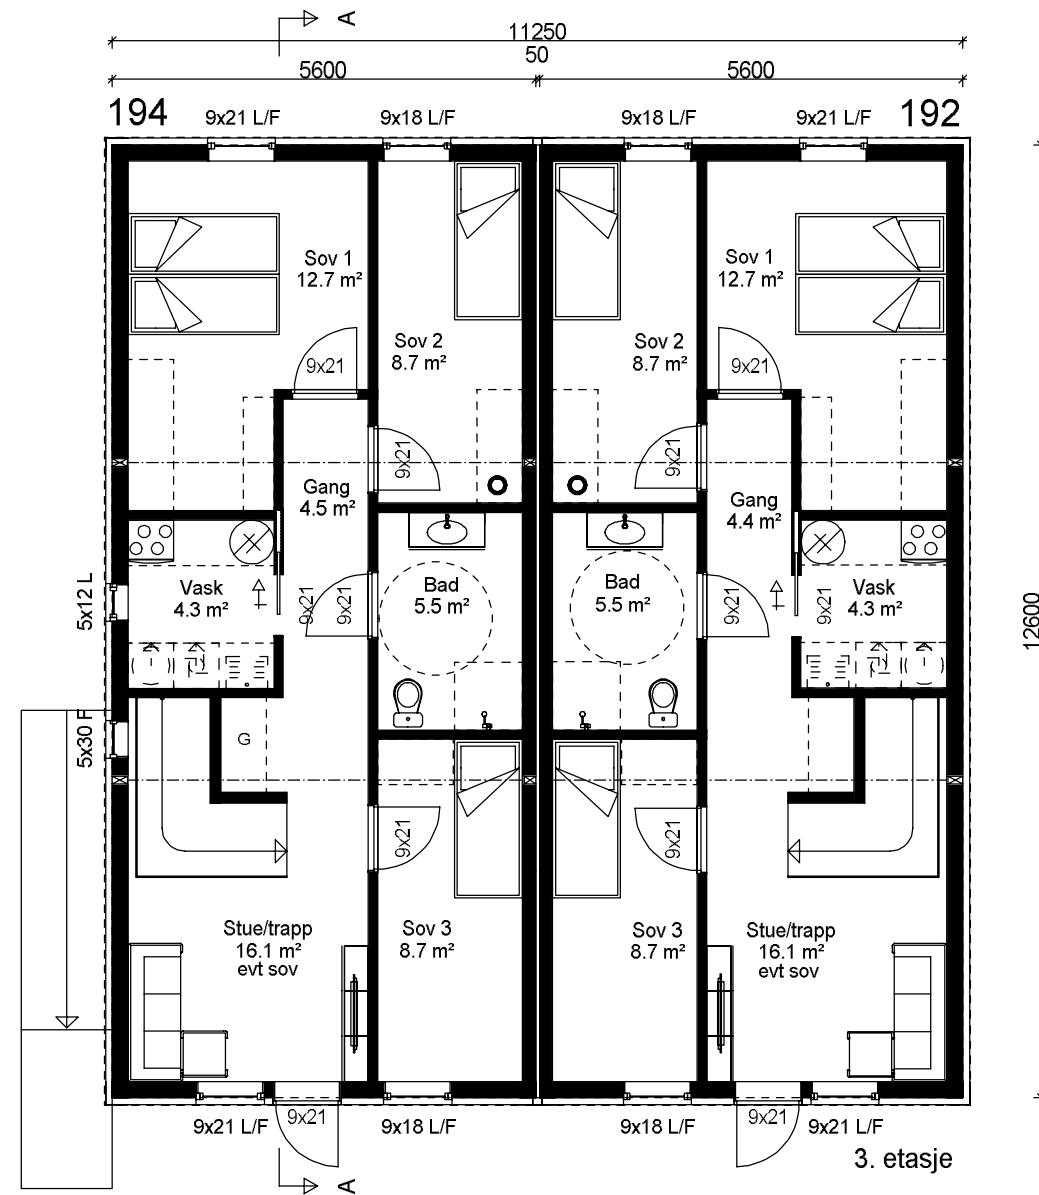 A
11250
50
5600
5600
194
192
9x21 L/F
9x18 L/F
9x18 L/F
9x21 L/F
Sov 1
12.7 m²
Sov 1
12.7 m²
Sov 2
8.7 m²
Sov 2
8.7 m²
9x21
9x21
9x21
9x21
Gang
4.5 m²
Gang
4.4 m²
Vask
4.3 m²
Bad
5.5 m²
Bad
5.5 m²
Vask
4.3 m²
5x12 L
9x21
9x21
9x21
9x21
12600
5x30 F
G
9x21
9x21
Stue/trapp
16.1 m²
evt sov
Sov 3
8.7 m²
Sov 3
8.7 m²
Stue/trapp
16.1 m²
evt sov
9x21 L/F
9x21
9x18 L/F
9x18 L/F
9x21
9x21 L/F
3. etasje
A